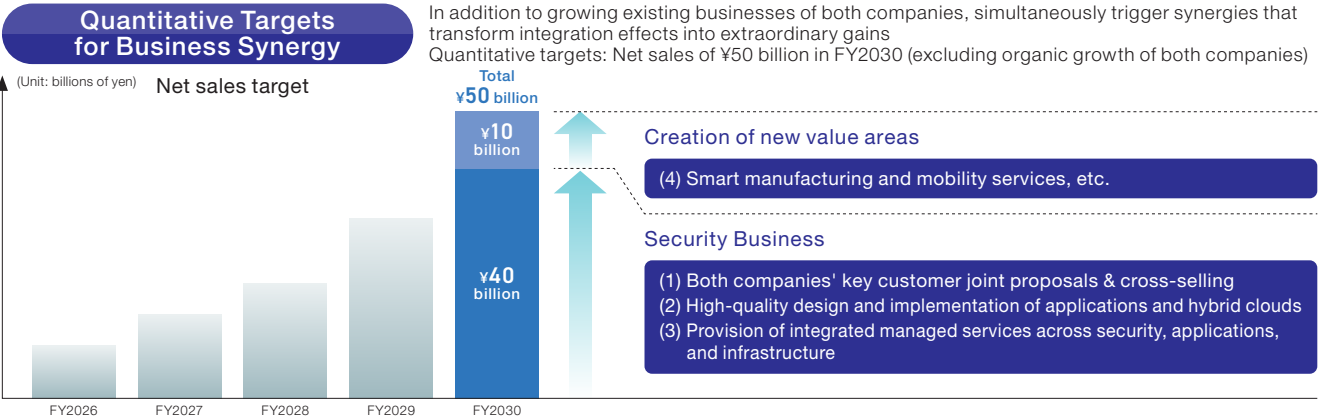 Quantitative Targets
for Business Synergy
In addition to growing existing businesses of both companies, simultaneously trigger synergies that
transform integration effects into extraordinary gains
Quantitative targets: Net sales of ¥50 billion in FY2030 (excluding organic growth of both companies)
(Unit: billions of yen)
Net sales target
Total
¥50 billion
¥10
billion
¥40
billion
Creation of new value areas
(4) Smart manufacturing and mobility services, etc.
Security Business
(1) Both companies' key customer joint proposals & cross-selling
(2) High-quality design and implementation of applications and hybrid clouds
(3) Provision of integrated managed services across security, applications,
and infrastructure
FY2026
FY2027
FY2028
FY2029
FY2030